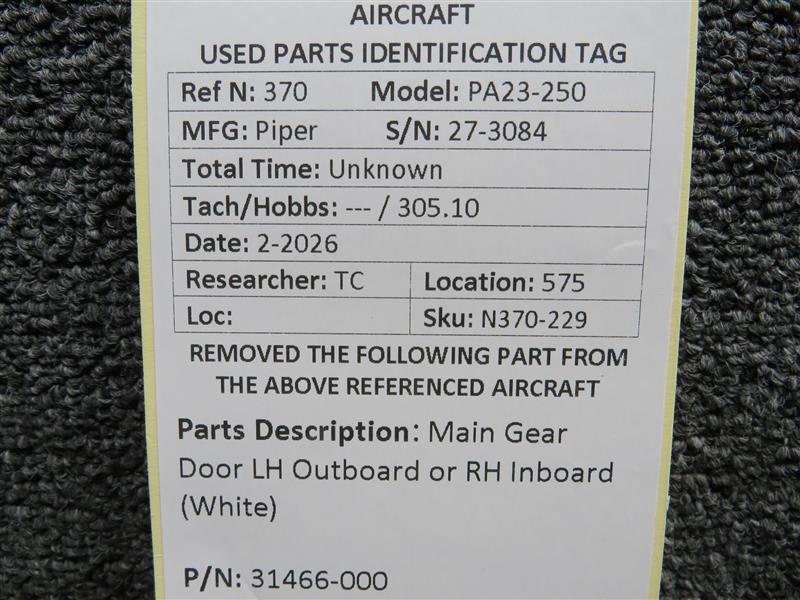 AIRCRAFT
USED PARTS IDENTIFICATION TAG
Ref N: 370 Model: PA23-250
MFG: Piper S/N: 27-3084
Total Time: Unknown
Tach/Hobbs: --- / 305.10
Date: 2-2026
Researcher: TC Location: 575
Loc: Sku: N370-229
REMOVED THE FOLLOWING PART FROM
THE ABOVE REFERENCED AIRCRAFT
Parts Description: Main Gear
Door LH Outboard or RH Inboard
(White)
P/N: 31466-000